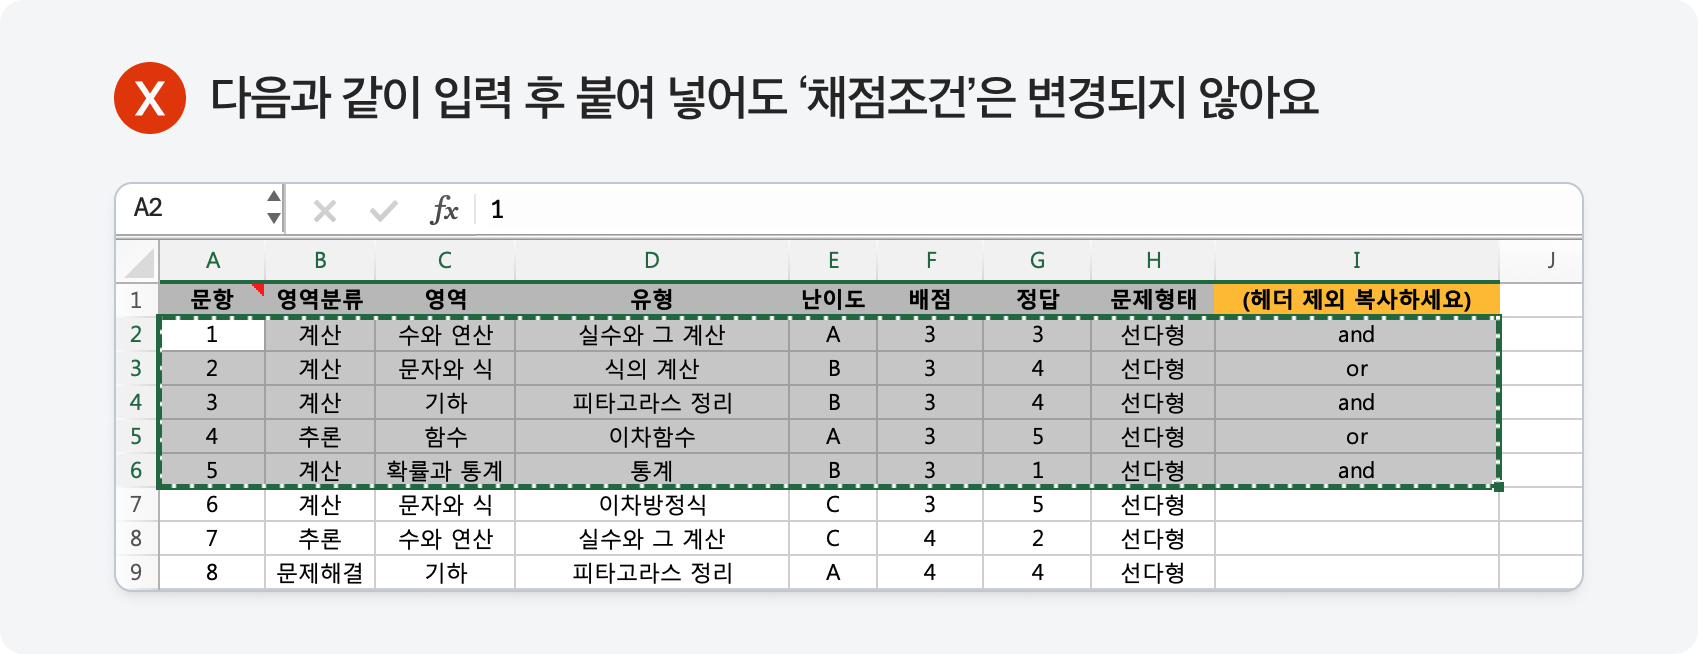 X 다음과 같이 입력 후 붙여 넣어도 ‘채점조건’은 변경되지 않아요
A2 fx 1
A B C D E F G H I J
1 문항 영역분류 영역 유형 난이도 배점 정답 문제형태 (헤더 제외 복사하세요)
2 1 계산 수와 연산 실수와 그 계산 A 3 3 선다형 and
3 2 계산 문자와 식 식의 계산 B 3 4 선다형 or
4 3 계산 기하 피타고라스 정리 B 3 4 선다형 and
5 4 추론 함수 이차함수 A 3 5 선다형 or
6 5 계산 확률과 통계 통계 B 3 1 선다형 and
7 6 계산 문자와 식 이차방정식 C 3 5 선다형
8 7 추론 수와 연산 실수와 그 계산 C 4 2 선다형
9 8 문제해결 기하 피타고라스 정리 A 4 4 선다형